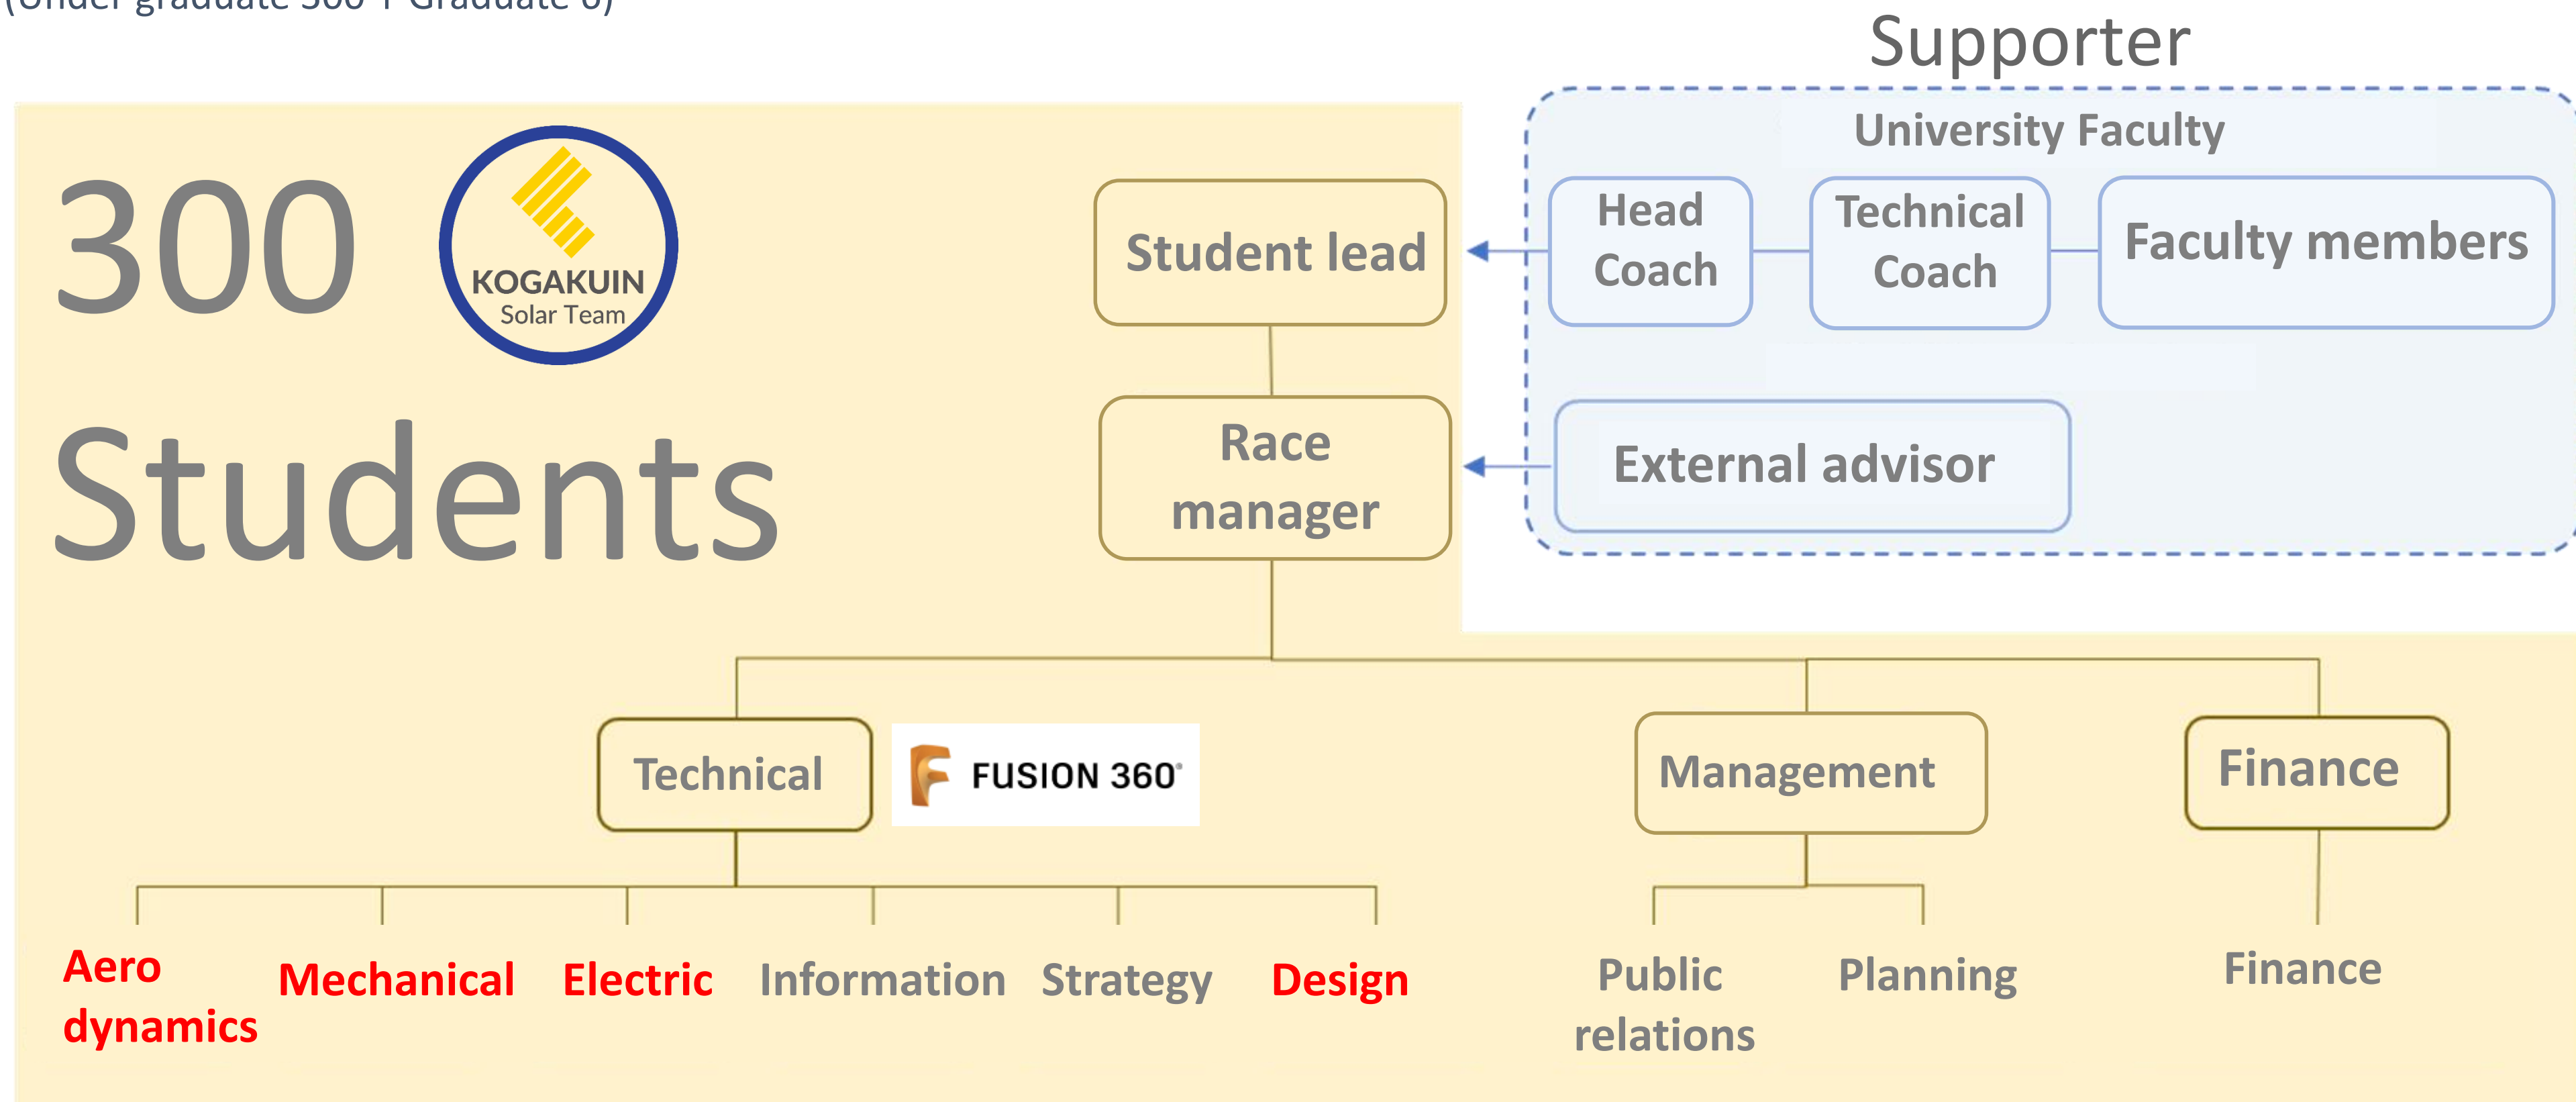 Supporter
University Faculty
300
KOGAKUIN
Solar Team
Students
Student lead
Head
Coach
Technical
Coach
Faculty members
Race
manager
External advisor
Technical
FUSION 360®
Management
Finance
Aero
dynamics
Mechanical
Electric
Information
Strategy
Design
Public
relations
Planning
Finance